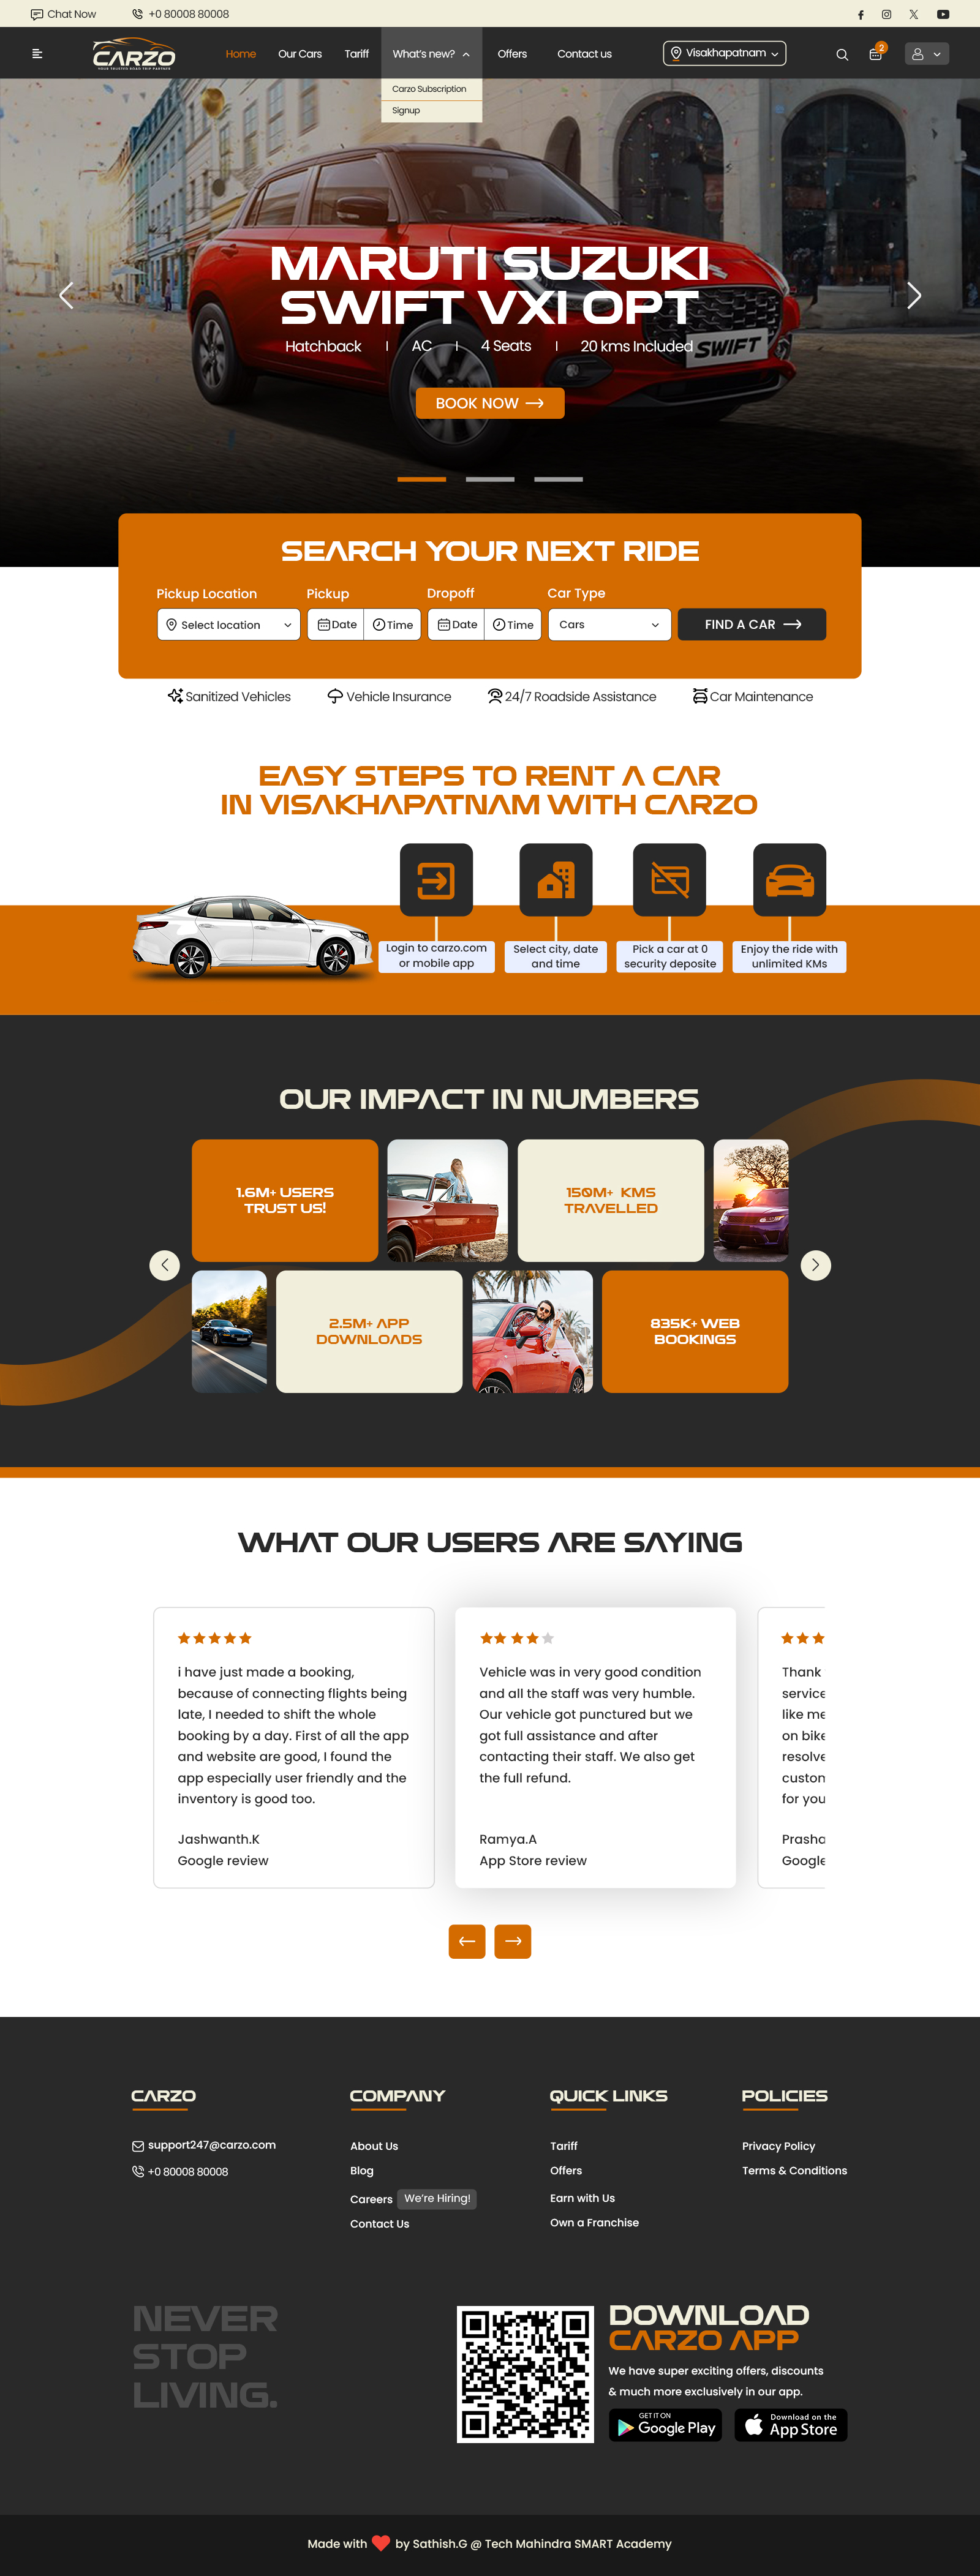 Chat Now
+0 80008 80008
CARZO
YOUR TRUSTED ROAD TRIP PARTNER
Home
Our Cars
Tariff
What's new?
Offers
Contact us
Visakhapatnam
2
Carzo Subscription
Signup
MARUTI SUZUKI
SWIFT VXI OPT
Hatchback | AC | 4 Seats | 20 kms Included
SWIFT
BOOK NOW
SEARCH YOUR NEXT RIDE
Pickup Location
Pickup
Dropoff
Car Type
Select location
Date
Time
Date
Time
Cars
FIND A CAR
Sanitized Vehicles
Vehicle Insurance
24/7 Roadside Assistance
Car Maintenance
EASY STEPS TO RENT A CAR
IN VISAKHAPATNAM WITH CARZO
Login to carzo.com
or mobile app
Select city, date
and time
Pick a car at 0
security deposite
Enjoy the ride with
unlimited KMs
OUR IMPACT IN NUMBERS
1.6M+ USERS
TRUST US!
150M+ KMS
TRAVELLED
2.5M+ APP
DOWNLOADS
835K+ WEB
BOOKINGS
WHAT OUR USERS ARE SAYING
i have just made a booking,
because of connecting flights being
late, I needed to shift the whole
booking by a day. First of all the app
and website are good, I found the
app especially user friendly and the
inventory is good too.
Jashwanth.K
Google review
Vehicle was in very good condition
and all the staff was very humble.
Our vehicle got punctured but we
got full assistance and after
contacting their staff. We also get
the full refund.
Ramya.A
App Store review
Thank
service
like me
on bike
resolve
custon
for you
Prasha
Google
CARZO
support247@carzo.com
+0 80008 80008
COMPANY
About Us
Blog
Careers
We're Hiring!
Contact Us
QUICK LINKS
Tariff
Offers
Earn with Us
Own a Franchise
POLICIES
Privacy Policy
Terms & Conditions
NEVER
STOP
LIVING.
DOWNLOAD
CARZO APP
We have super exciting offers, discounts
& much more exclusively in our app.
GET IT ON
Google Play
Download on the
App Store
Made with by Sathish.G @ Tech Mahindra SMART Academy